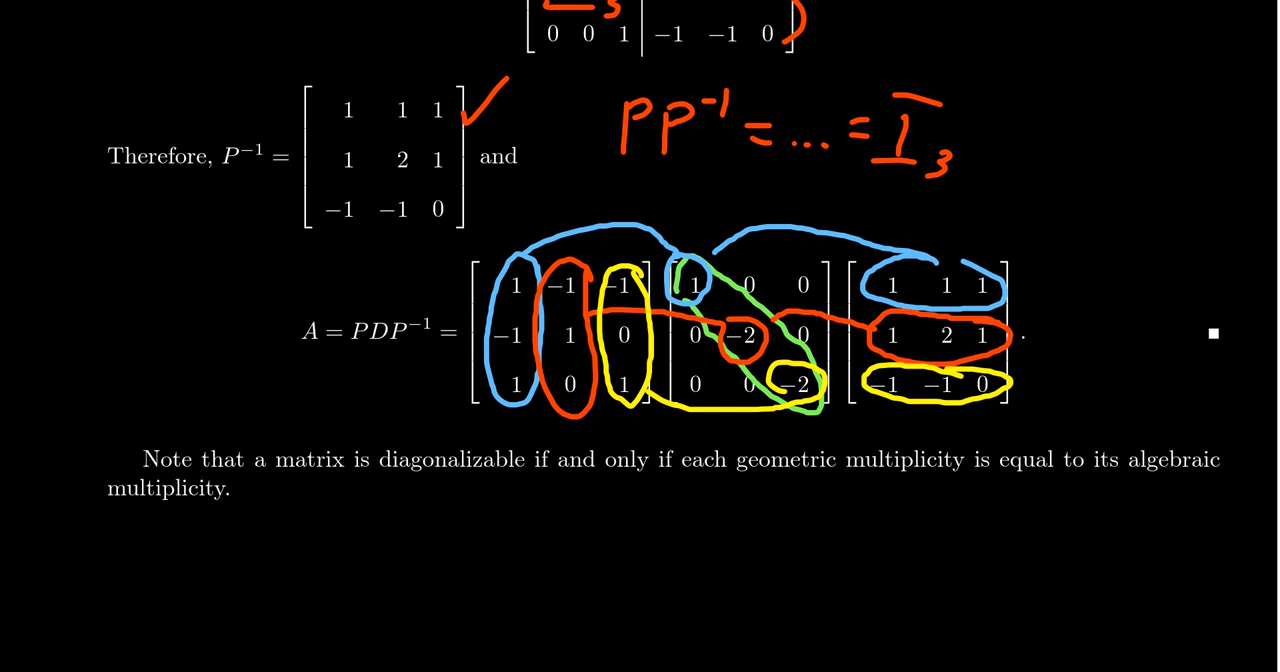 0 0 1 | −1 −1 0
3
1 1 1
Therefore, P⁻¹ = 1 2 1 and
−1 −1 0
PP⁻¹ = ... = I₃
1 −1 −1 1 0 0 1 1 1
A = PDP⁻¹ = −1 1 0 0 −2 0 1 2 1 .
1 0 1 0 0 −2 −1 −1 0
Note that a matrix is diagonalizable if and only if each geometric multiplicity is equal to its algebraic
multiplicity.